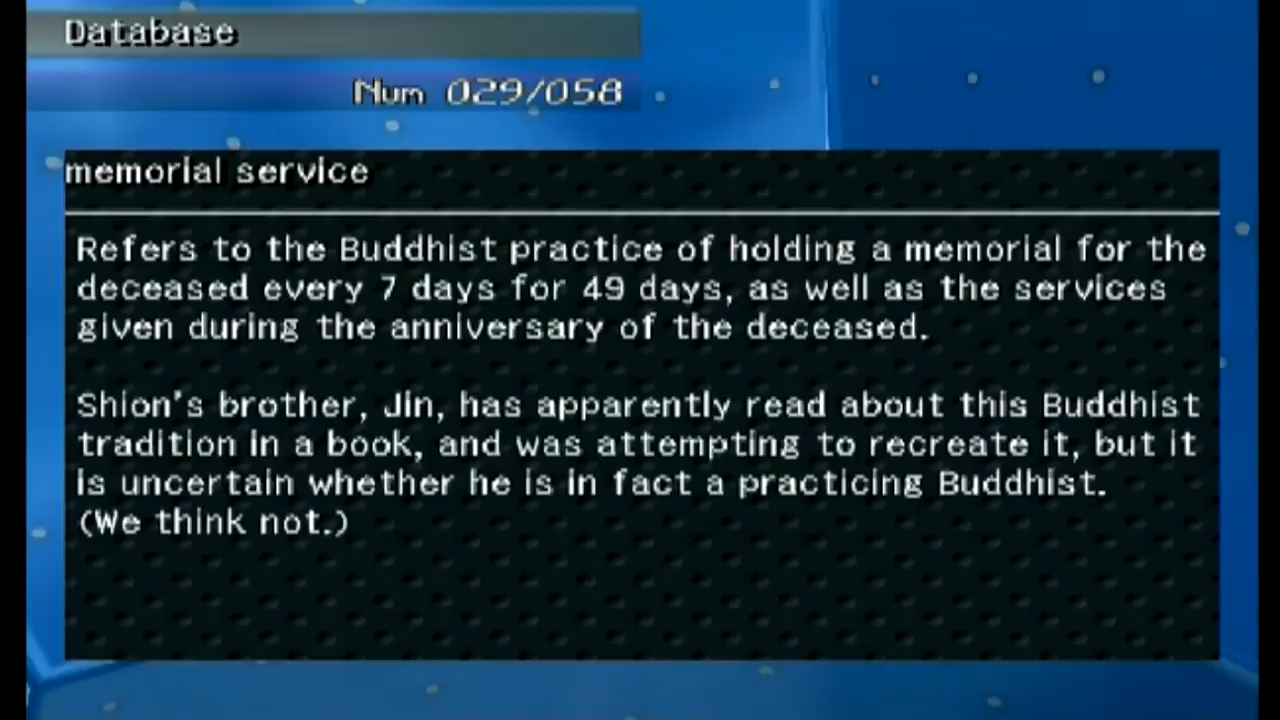 Database
Num 029/058
memorial service
Refers to the Buddhist practice of holding a memorial for the
deceased every 7 days for 49 days, as well as the services
given during the anniversary of the deceased.
Shion's brother, Jin, has apparently read about this Buddhist
tradition in a book, and was attempting to recreate it, but it
is uncertain whether he is in fact a practicing Buddhist.
(We think not.)